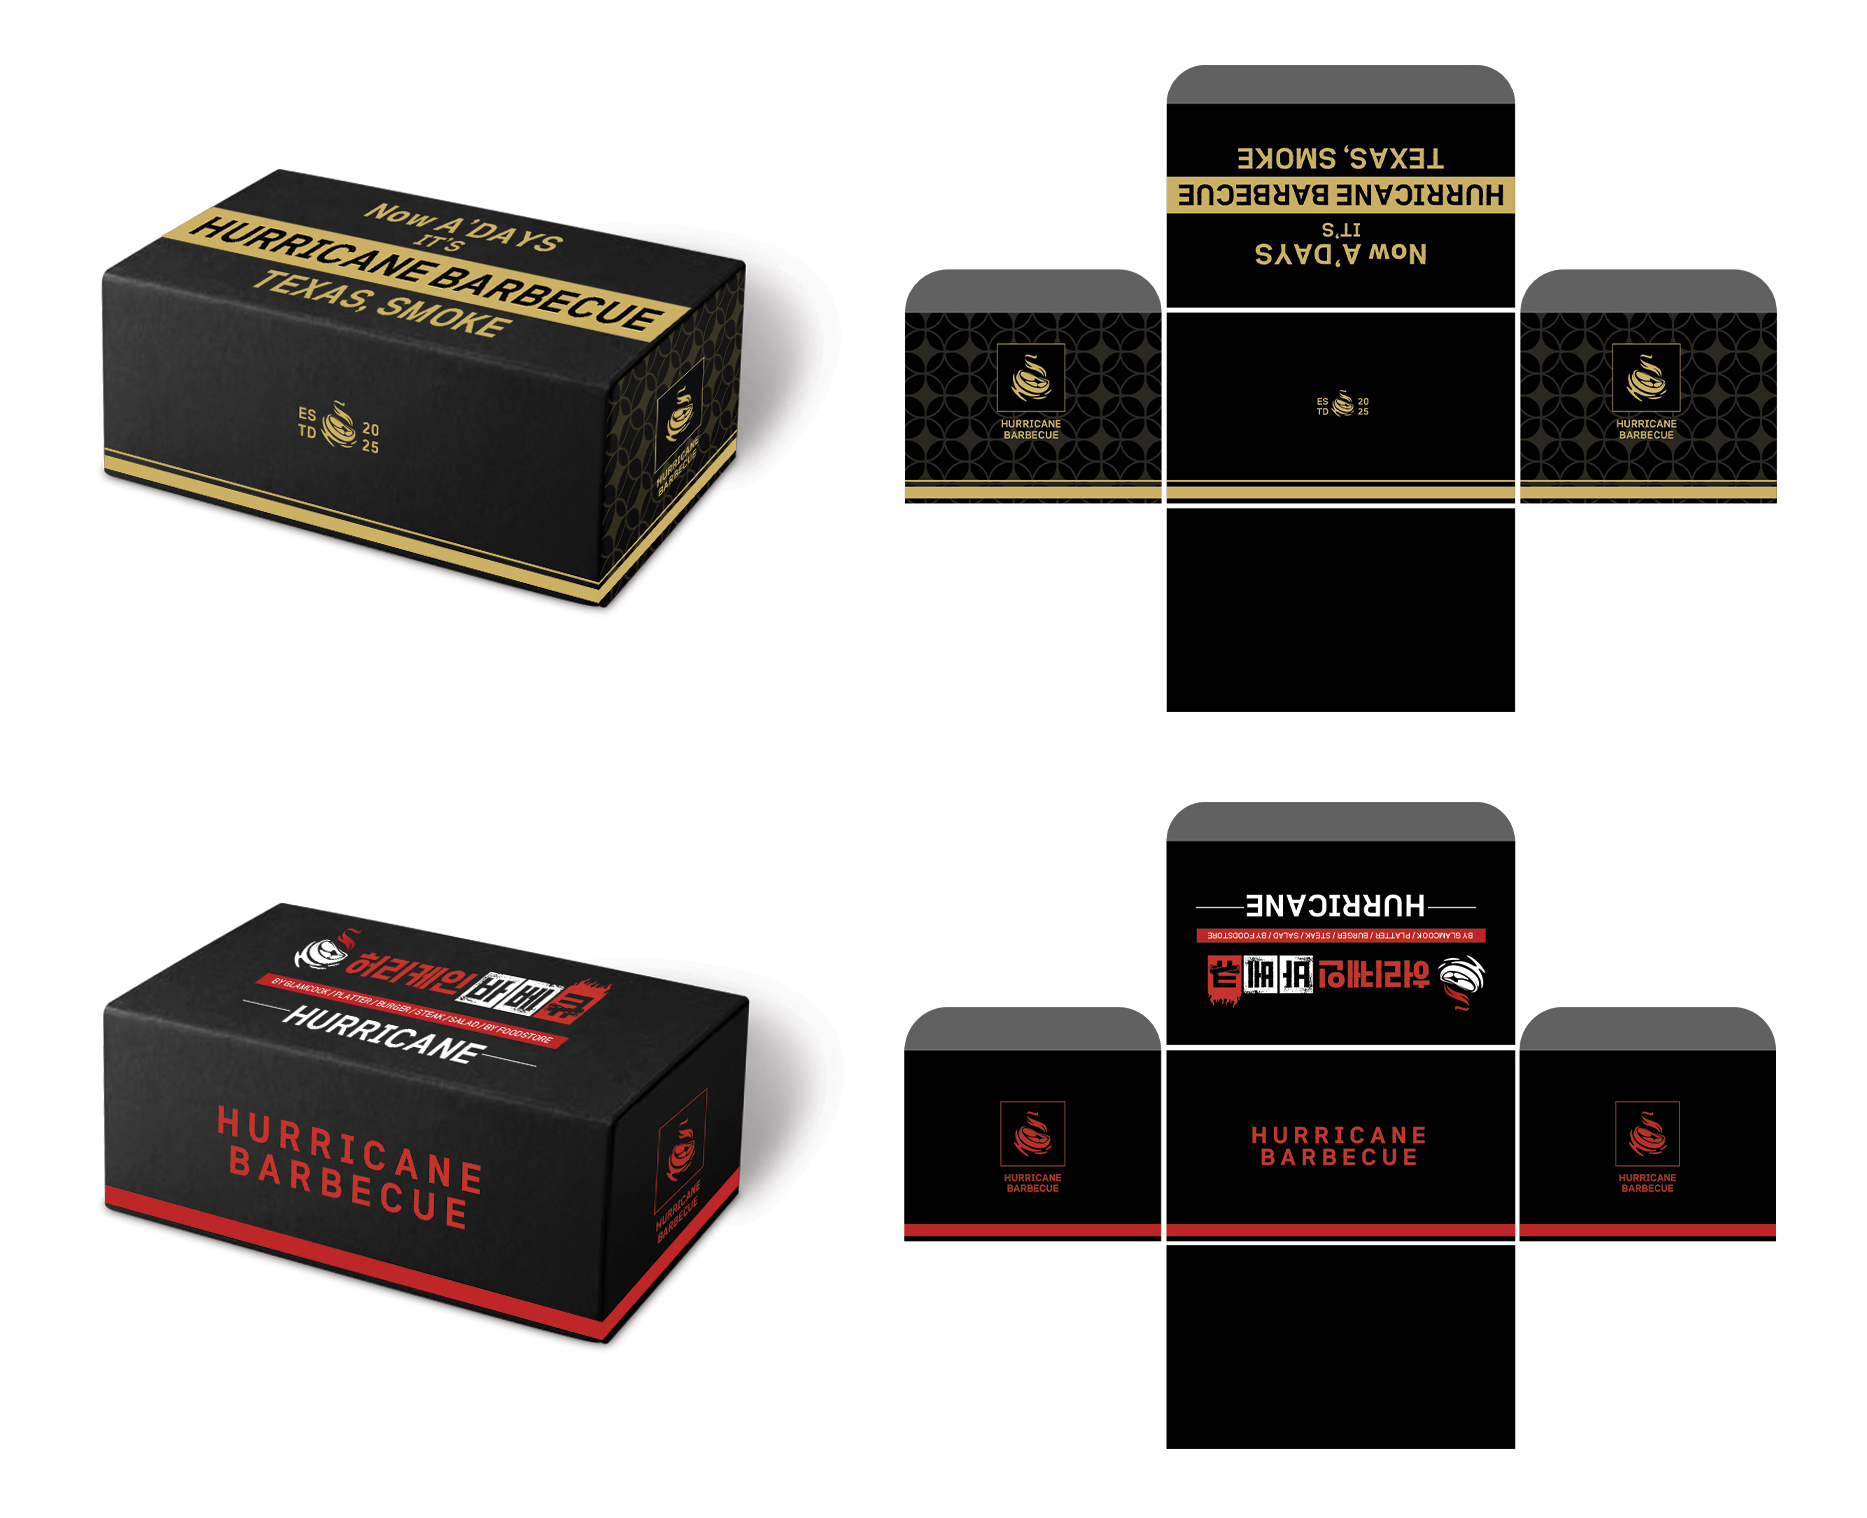 Now A'DAYS
IT'S
HURRICANE BARBECUE
TEXAS, SMOKE
ES 20
TD 25
HURRICANE
BARBECUE
TEXAS, SMOKE
HURRICANE BARBECUE
IT'S
Now A'DAYS
HURRICANE
BARBECUE
ES 20
TD 25
HURRICANE
BARBECUE
허리케인 바베큐
BY GLAMCOOK / PLATTER / BURGER / STEAK / SALAD / BY FOODSTORE
HURRICANE
HURRICANE
BARBECUE
HURRICANE
BARBECUE
HURRICANE
BY GLAMCOOK / PLATTER / BURGER / STEAK / SALAD / BY FOODSTORE
허리케인 바베큐
HURRICANE
BARBECUE
HURRICANE
BARBECUE
HURRICANE
BARBECUE